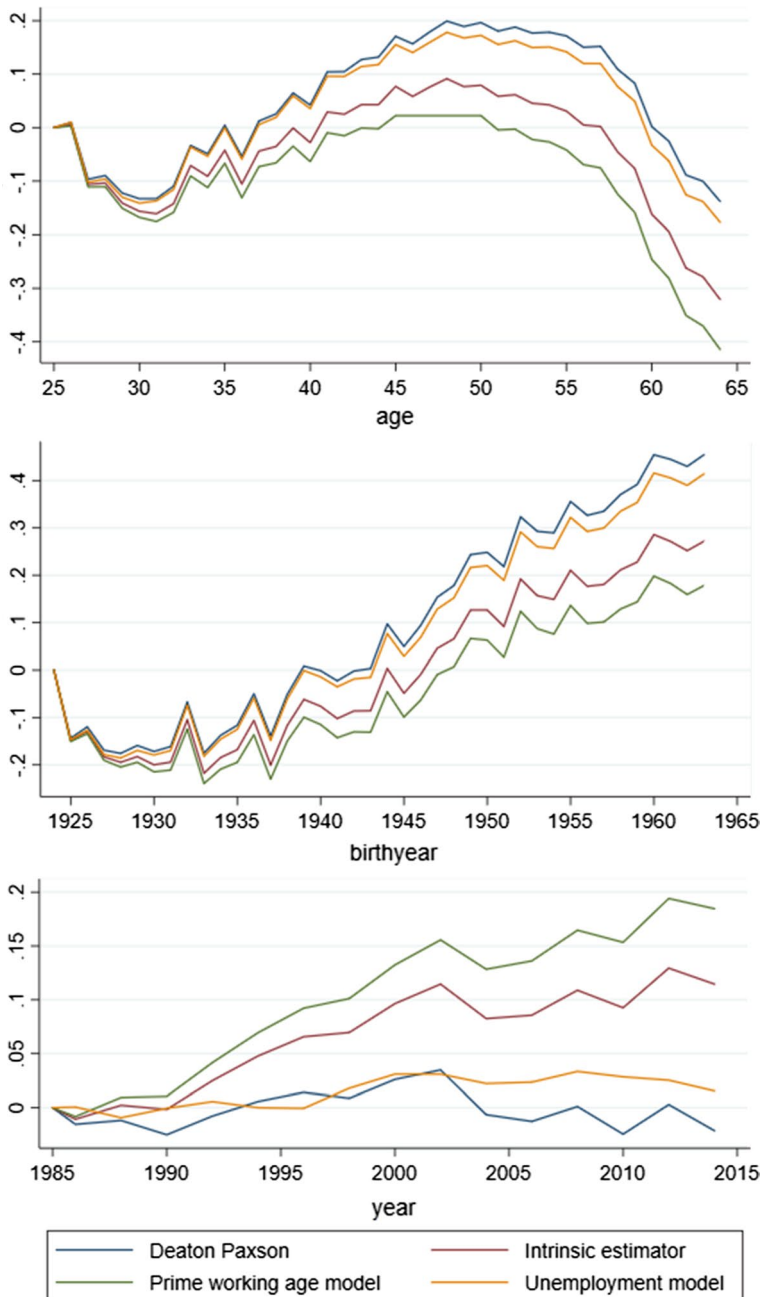 .2
.1
0
-.1
-.2
-.3
-.4
25 30 35 40 45 50 55 60 65
age
.4
.3
.2
.1
0
-.1
-.2
1925 1930 1935 1940 1945 1950 1955 1960 1965
birthyear
.2
.15
.1
.05
0
1985 1990 1995 2000 2005 2010 2015
year
Deaton Paxson Intrinsic estimator
Prime working age model Unemployment model